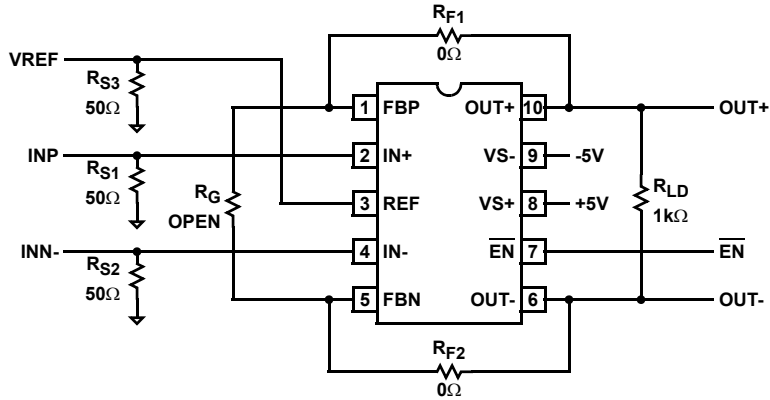 RF1
0Ω
VREF
RS3
50Ω
1 FBP OUT+ 10 OUT+
INP
2 IN+ VS- 9 -5V
RS1
50Ω
RG
OPEN
3 REF VS+ 8 +5V
RLD
1kΩ
INN-
4 IN- EN 7 EN
RS2
50Ω
5 FBN OUT- 6 OUT-
RF2
0Ω